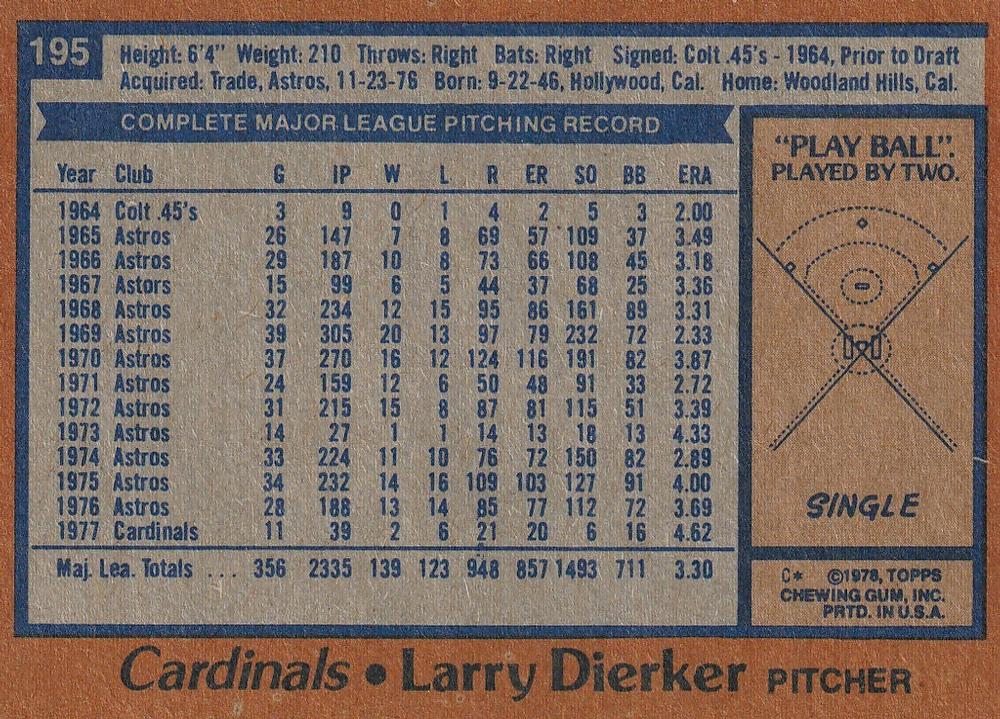 195
Height: 6'4" Weight: 210 Throws: Right Bats: Right Signed: Colt .45's - 1964, Prior to Draft
Acquired: Trade, Astros, 11-23-76 Born: 9-22-46, Hollywood, Cal. Home: Woodland Hills, Cal.
COMPLETE MAJOR LEAGUE PITCHING RECORD
Year Club G IP W L R ER SO BB ERA
1964 Colt .45's 3 9 0 1 4 2 5 3 2.00
1965 Astros 26 147 7 8 69 57 109 37 3.49
1966 Astros 29 187 10 8 73 66 108 45 3.18
1967 Astors 15 99 6 5 44 37 68 25 3.36
1968 Astros 32 234 12 15 95 86 161 89 3.31
1969 Astros 39 305 20 13 97 79 232 72 2.33
1970 Astros 37 270 16 12 124 116 191 82 3.87
1971 Astros 24 159 12 6 50 48 91 33 2.72
1972 Astros 31 215 15 8 87 81 115 51 3.39
1973 Astros 14 27 1 1 14 13 18 13 4.33
1974 Astros 33 224 11 10 76 72 150 82 2.89
1975 Astros 34 232 14 16 109 103 127 91 4.00
1976 Astros 28 188 13 14 85 77 112 72 3.69
1977 Cardinals 11 39 2 6 21 20 6 16 4.62
Maj. Lea. Totals ... 356 2335 139 123 948 857 1493 711 3.30
"PLAY BALL".
PLAYED BY TWO.
SINGLE
C* ©1978, TOPPS
CHEWING GUM, INC.
PRTD. IN U.S.A.
Cardinals • Larry Dierker PITCHER